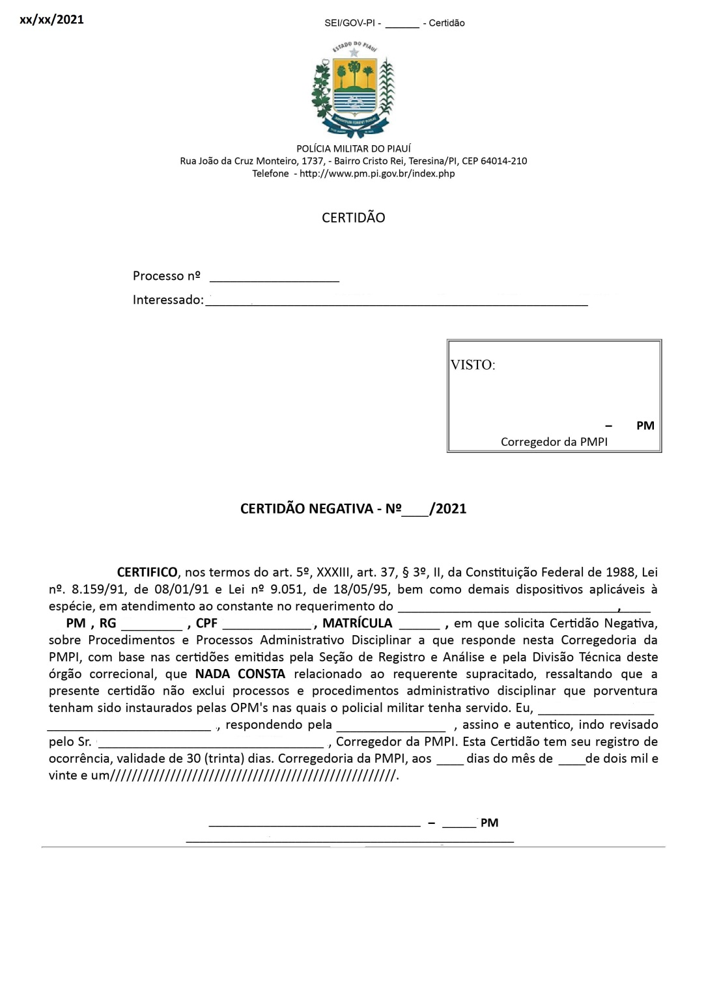 xx/xx/2021
SEI/GOV-PI - ______ - Certidão
ESTADO DO PIAUÍ
POLÍCIA MILITAR DO PIAUÍ
Rua João da Cruz Monteiro, 1737, - Bairro Cristo Rei, Teresina/PI, CEP 64014-210
Telefone - http://www.pm.pi.gov.br/index.php
CERTIDÃO
Processo nº ___________________
Interessado: ________________________________________________________
VISTO:
– PM
Corregedor da PMPI
CERTIDÃO NEGATIVA - Nº____/2021
CERTIFICO, nos termos do art. 5º, XXXIII, art. 37, § 3º, II, da Constituição Federal de 1988, Lei
nº. 8.159/91, de 08/01/91 e Lei nº 9.051, de 18/05/95, bem como demais dispositivos aplicáveis à
espécie, em atendimento ao constante no requerimento do ________________________________,____
PM , RG _________ , CPF _____________, MATRÍCULA ______ , em que solicita Certidão Negativa,
sobre Procedimentos e Processos Administrativo Disciplinar a que responde nesta Corregedoria da
PMPI, com base nas certidões emitidas pela Seção de Registro e Análise e pela Divisão Técnica deste
órgão correcional, que NADA CONSTA relacionado ao requerente supracitado, ressaltando que a
presente certidão não exclui processos e procedimentos administrativo disciplinar que porventura
tenham sido instaurados pelas OPM's nas quais o policial militar tenha servido. Eu, _________________
________________________, respondendo pela ________________ , assino e autentico, indo revisado
pelo Sr. _________________________________ , Corregedor da PMPI. Esta Certidão tem seu registro de
ocorrência, validade de 30 (trinta) dias. Corregedoria da PMPI, aos ____ dias do mês de ____de dois mil e
vinte e um////////////////////////////////////////////////////.
_______________________________ – _____ PM
________________________________________________